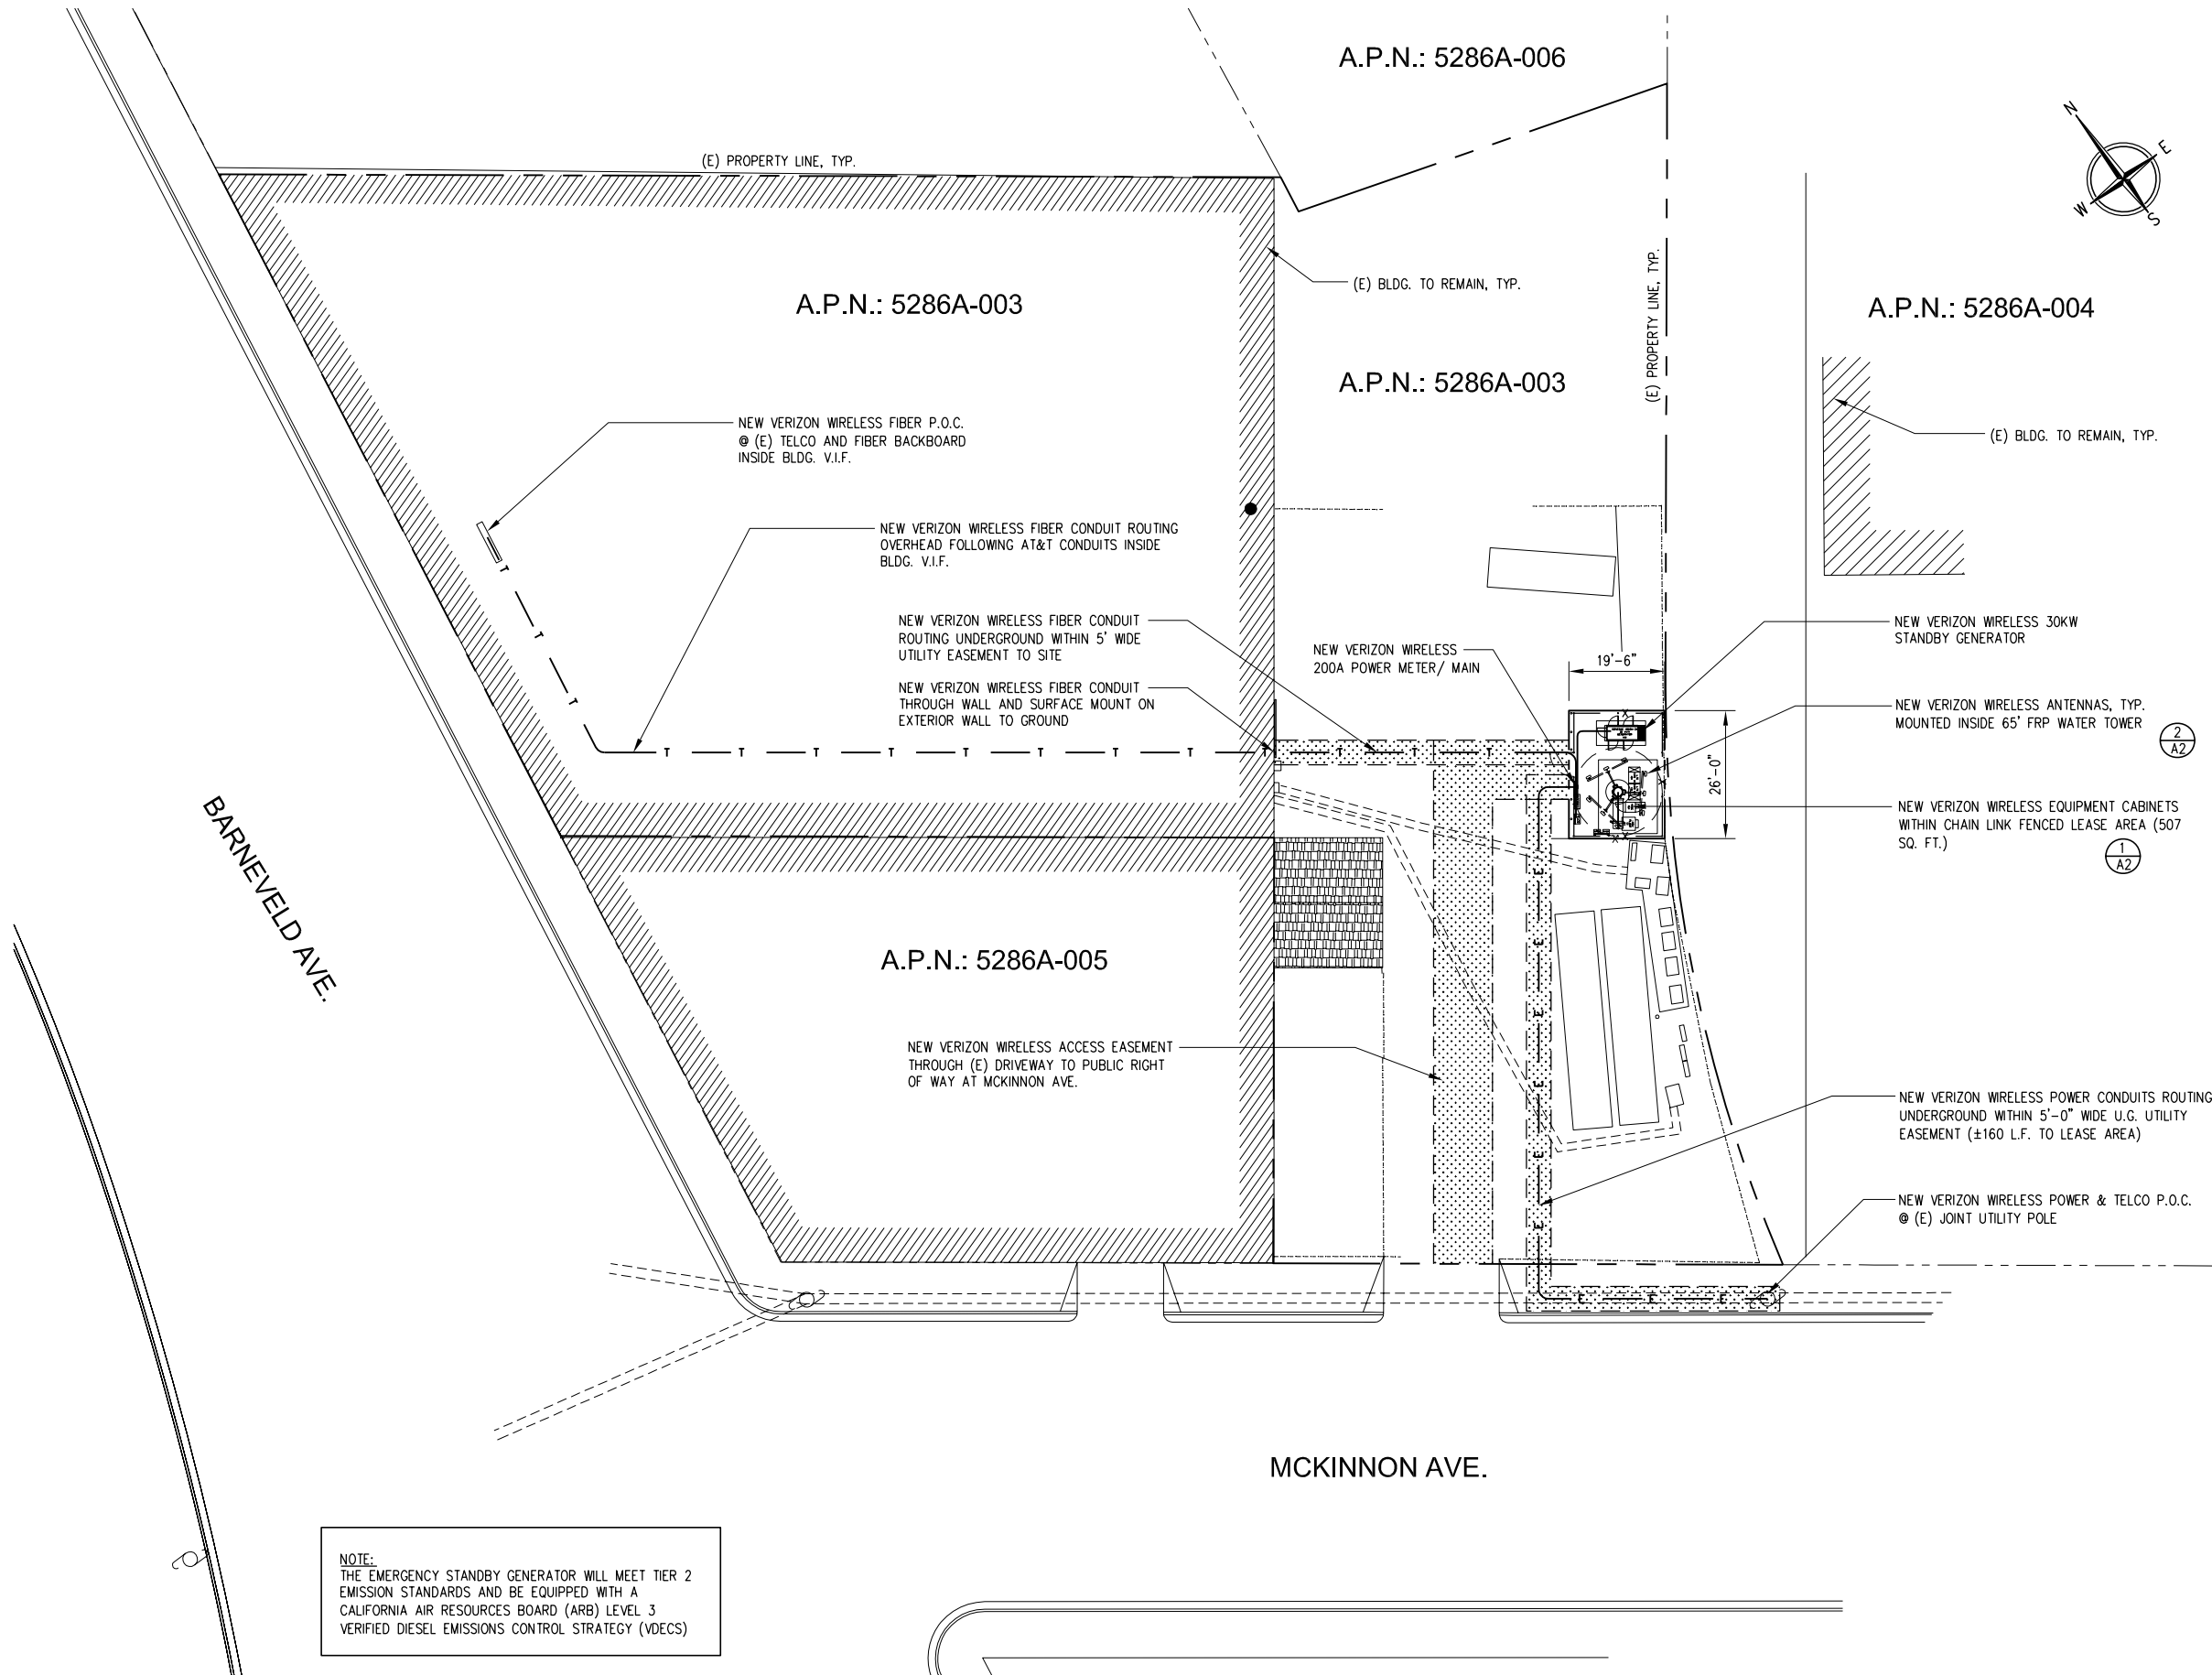 A.P.N.: 5286A-006
N
E
W
S
(E) PROPERTY LINE, TYP.
(E) BLDG. TO REMAIN, TYP.
(E) PROPERTY LINE, TYP.
A.P.N.: 5286A-003
A.P.N.: 5286A-004
A.P.N.: 5286A-003
NEW VERIZON WIRELESS FIBER P.O.C.
@ (E) TELCO AND FIBER BACKBOARD
INSIDE BLDG. V.I.F.
(E) BLDG. TO REMAIN, TYP.
NEW VERIZON WIRELESS FIBER CONDUIT ROUTING
OVERHEAD FOLLOWING AT&T CONDUITS INSIDE
BLDG. V.I.F.
NEW VERIZON WIRELESS FIBER CONDUIT
ROUTING UNDERGROUND WITHIN 5' WIDE
UTILITY EASEMENT TO SITE
NEW VERIZON WIRELESS
200A POWER METER/ MAIN
19'-6"
NEW VERIZON WIRELESS 30KW
STANDBY GENERATOR
NEW VERIZON WIRELESS FIBER CONDUIT
THROUGH WALL AND SURFACE MOUNT ON
EXTERIOR WALL TO GROUND
NEW VERIZON WIRELESS ANTENNAS, TYP.
MOUNTED INSIDE 65' FRP WATER TOWER
2
A2
T T T T T T T T T T T T T T T
26'-0"
NEW VERIZON WIRELESS EQUIPMENT CABINETS
WITHIN CHAIN LINK FENCED LEASE AREA (507
SQ. FT.)
1
A2
BARNEVELD AVE.
A.P.N.: 5286A-005
NEW VERIZON WIRELESS ACCESS EASEMENT
THROUGH (E) DRIVEWAY TO PUBLIC RIGHT
OF WAY AT MCKINNON AVE.
E E E E E E E E E
NEW VERIZON WIRELESS POWER CONDUITS ROUTING
UNDERGROUND WITHIN 5'-0" WIDE U.G. UTILITY
EASEMENT (±160 L.F. TO LEASE AREA)
NEW VERIZON WIRELESS POWER & TELCO P.O.C.
@ (E) JOINT UTILITY POLE
MCKINNON AVE.
NOTE:
THE EMERGENCY STANDBY GENERATOR WILL MEET TIER 2
EMISSION STANDARDS AND BE EQUIPPED WITH A
CALIFORNIA AIR RESOURCES BOARD (ARB) LEVEL 3
VERIFIED DIESEL EMISSIONS CONTROL STRATEGY (VDECS)